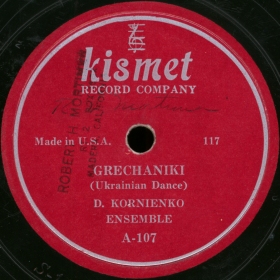 kismet
RECORD COMPANY
Made in U.S.A. 117
GRECHANIKI
(Ukrainian Dance)
D. KORNIENKO
ENSEMBLE
A-107